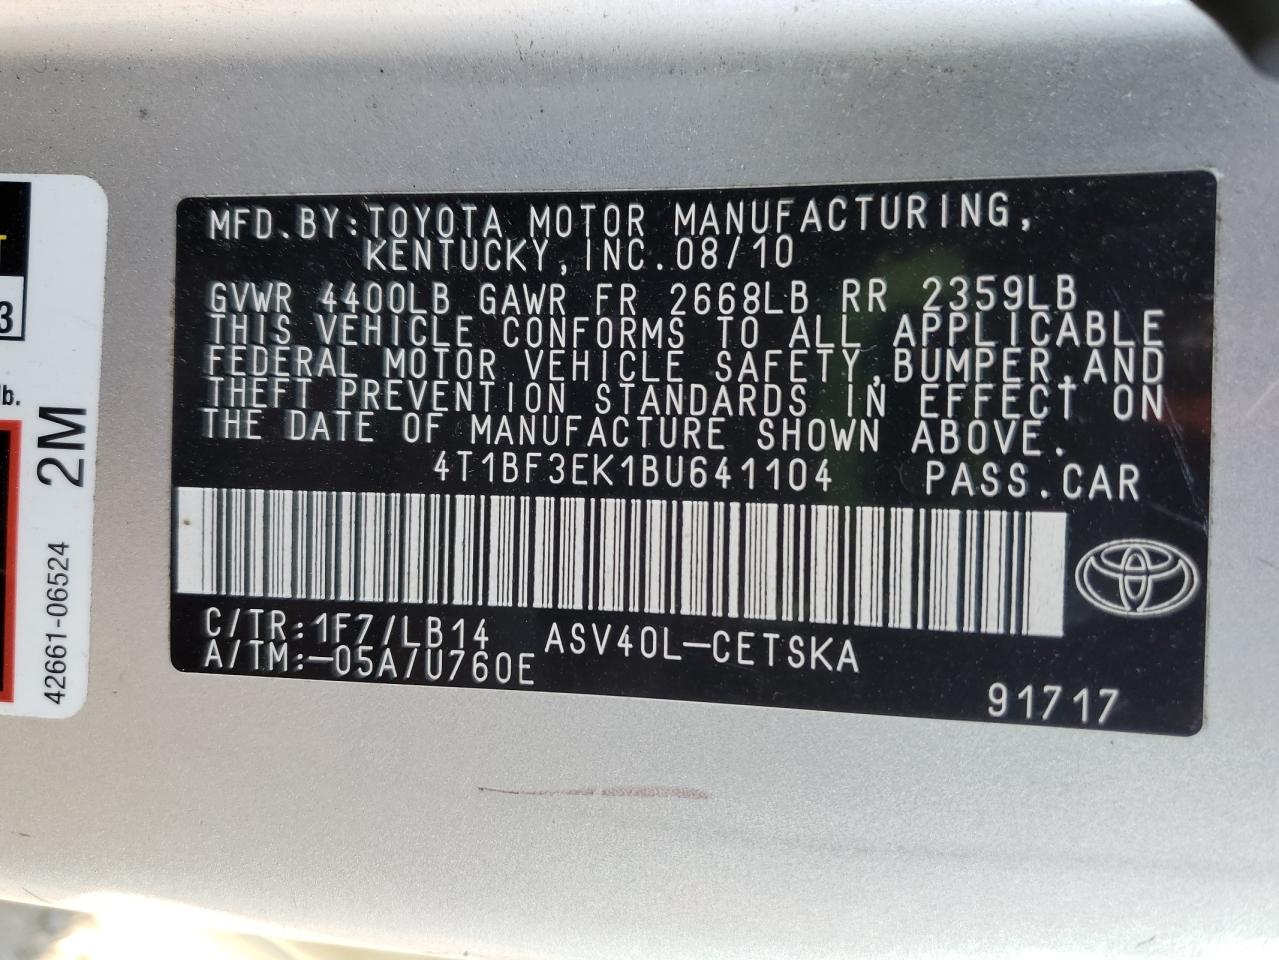 MFD.BY:TOYOTA MOTOR MANUFACTURING,
KENTUCKY,INC.08/10
GVWR 4400LB GAWR FR 2668LB RR 2359LB
THIS VEHICLE CONFORMS TO ALL APPLICABLE
FEDERAL MOTOR VEHICLE SAFETY,BUMPER,AND
THEFT PREVENTION STANDARDS IN EFFECT ON
THE DATE OF MANUFACTURE SHOWN ABOVE.
4T1BF3EK1BU641104 PASS.CAR
C/TR:1F7/LB14 ASV40L-CETSKA
A/TM:-05A/U760E
91717
T
3
lb.
2M
42661-06524